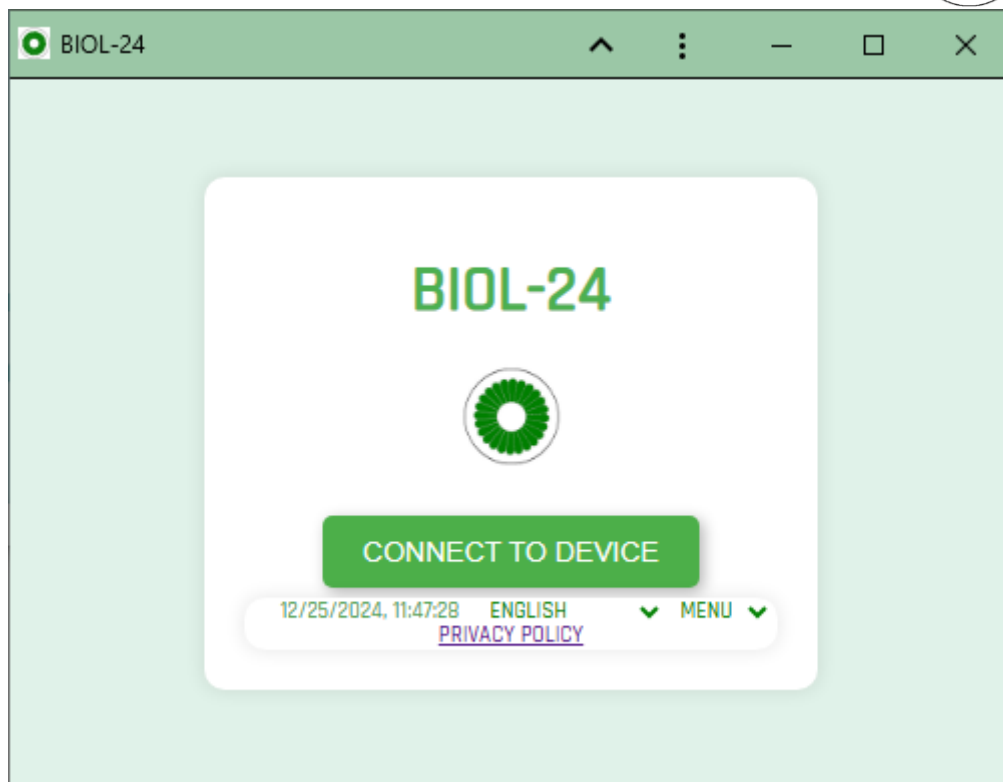 BIOL-24
BIOL-24
CONNECT TO DEVICE
12/25/2024, 11:47:28 ENGLISH MENU
PRIVACY POLICY